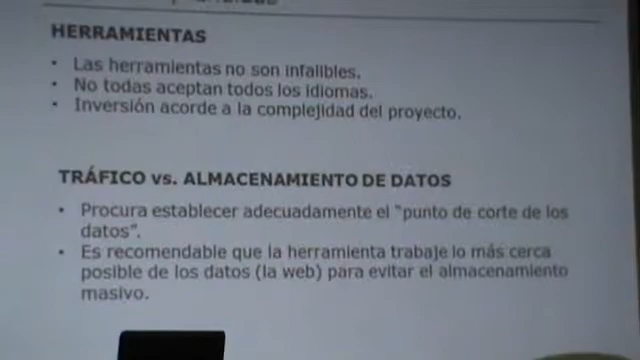 HERRAMIENTAS
• Las herramientas no son infalibles.
• No todas aceptan todos los idiomas.
• Inversión acorde a la complejidad del proyecto.
TRÁFICO vs. ALMACENAMIENTO DE DATOS
• Procura establecer adecuadamente el "punto de corte de los
datos".
• Es recomendable que la herramienta trabaje lo más cerca
posible de los datos (la web) para evitar el almacenamiento
masivo.